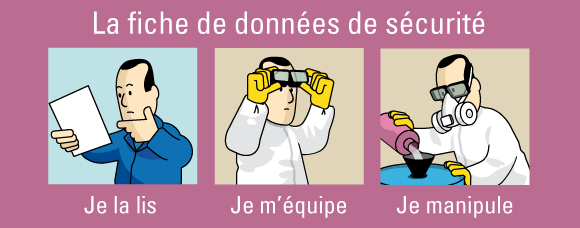 La fiche de données de sécurité
Je la lis
Je m'équipe
Je manipule